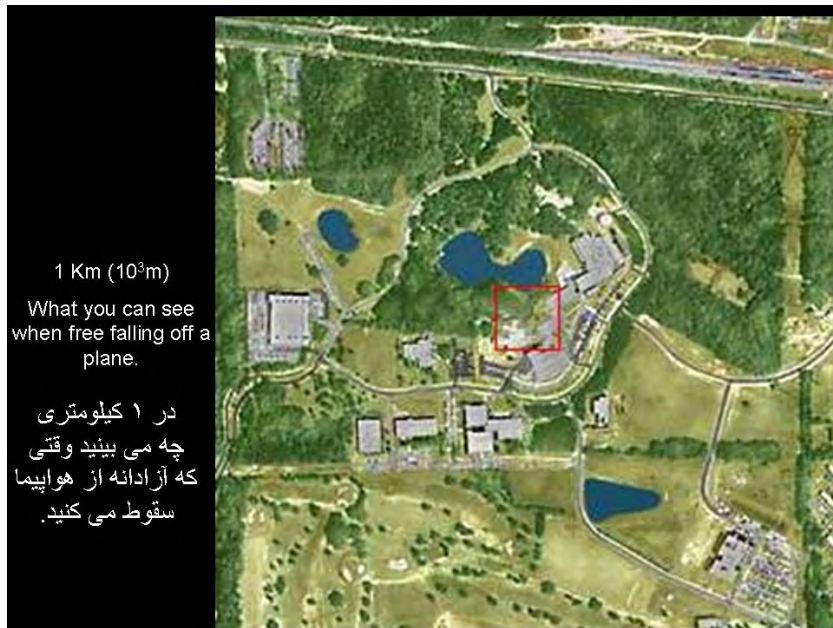 1 Km (10³m)
What you can see
when free falling off a
plane.
در ۱ کیلومتری
چه می بینید وقتی
که آزادانه از هواپیما
سقوط می کنید.